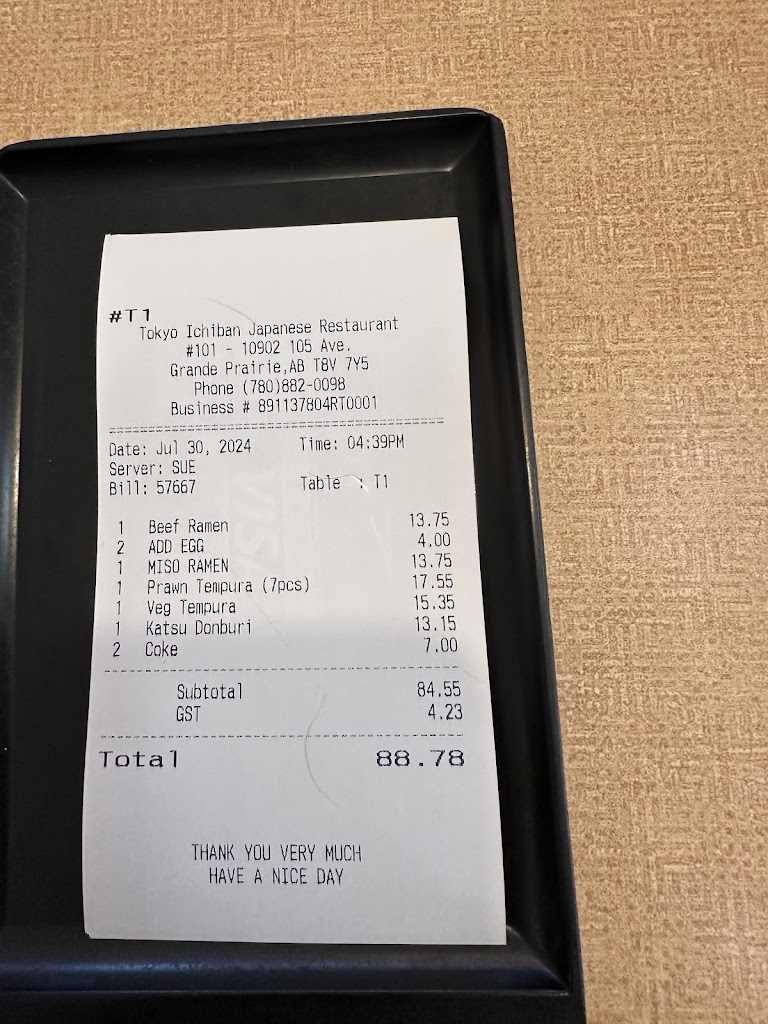 #T1
Tokyo Ichiban Japanese Restaurant
#101 - 10902 105 Ave.
Grande Prairie,AB T8V 7Y5
Phone (780)882-0098
Business # 891137804RT0001
Date: Jul 30, 2024 Time: 04:39PM
Server: SUE
Bill: 57667 Table : T1
1 Beef Ramen 13.75
2 ADD EGG 4.00
1 MISO RAMEN 13.75
1 Prawn Tempura (7pcs) 17.55
1 Veg Tempura 15.35
1 Katsu Donburi 13.15
2 Coke 7.00
Subtotal 84.55
GST 4.23
Total 88.78
THANK YOU VERY MUCH
HAVE A NICE DAY